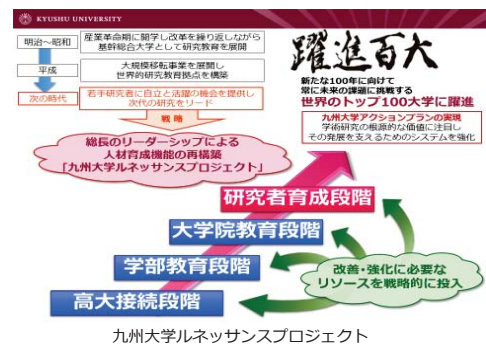 KYUSHU UNIVERSITY
明治～昭和
産業革命期に開学し改革を繰り返しながら
基幹総合大学として研究教育を展開
平成
大規模移転事業を展開し
世界的研究教育拠点を構築
次の時代
若手研究者に自立と活躍の機会を提供し
次代の研究をリード
戦略
総長のリーダーシップによる
人材育成機能の再構築
「九州大学ルネッサンスプロジェクト」
躍進百大
新たな100年に向けて
常に未来の課題に挑戦する
世界のトップ100大学に躍進
九州大学アクションプランの実現
学術研究の根源的な価値に注目し
その発展を支えるためのシステムを強化
研究者育成段階
大学院教育段階
学部教育段階
高大接続段階
改善・強化に必要な
リソースを戦略的に投入
九州大学ルネッサンスプロジェクト